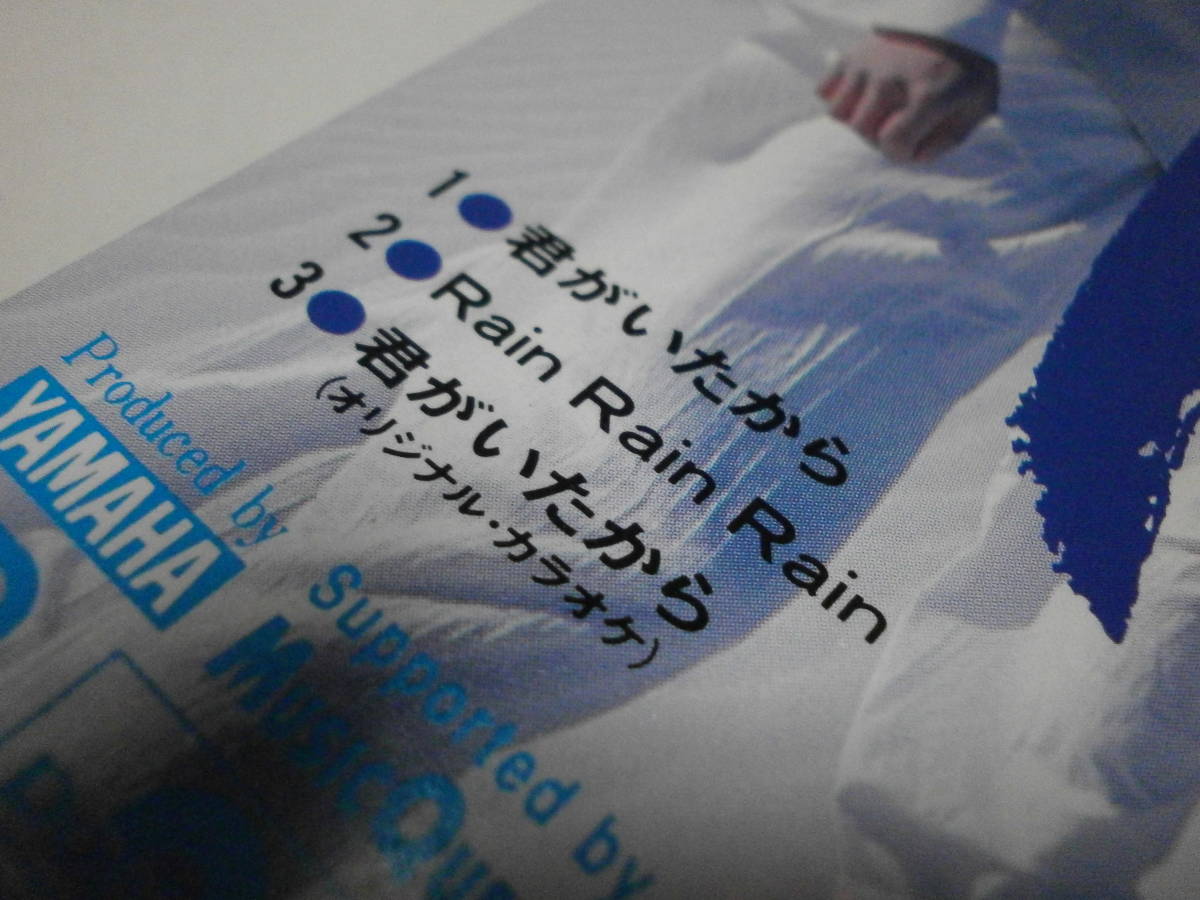 1●君がいたから
2●Rain Rain Rain
3●君がいたから
(オリジナル・カラオケ)
Produced by
YAMAHA
Supported by